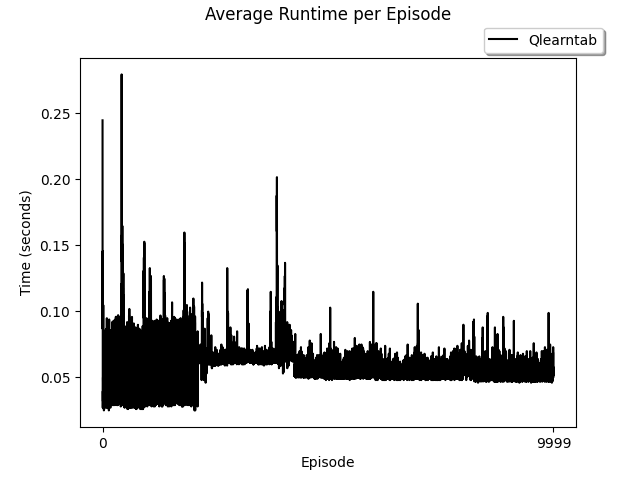 Average Runtime per Episode
Qlearntab
0.25
0.20
0.15
0.10
0.05
Time (seconds)
0 9999
Episode